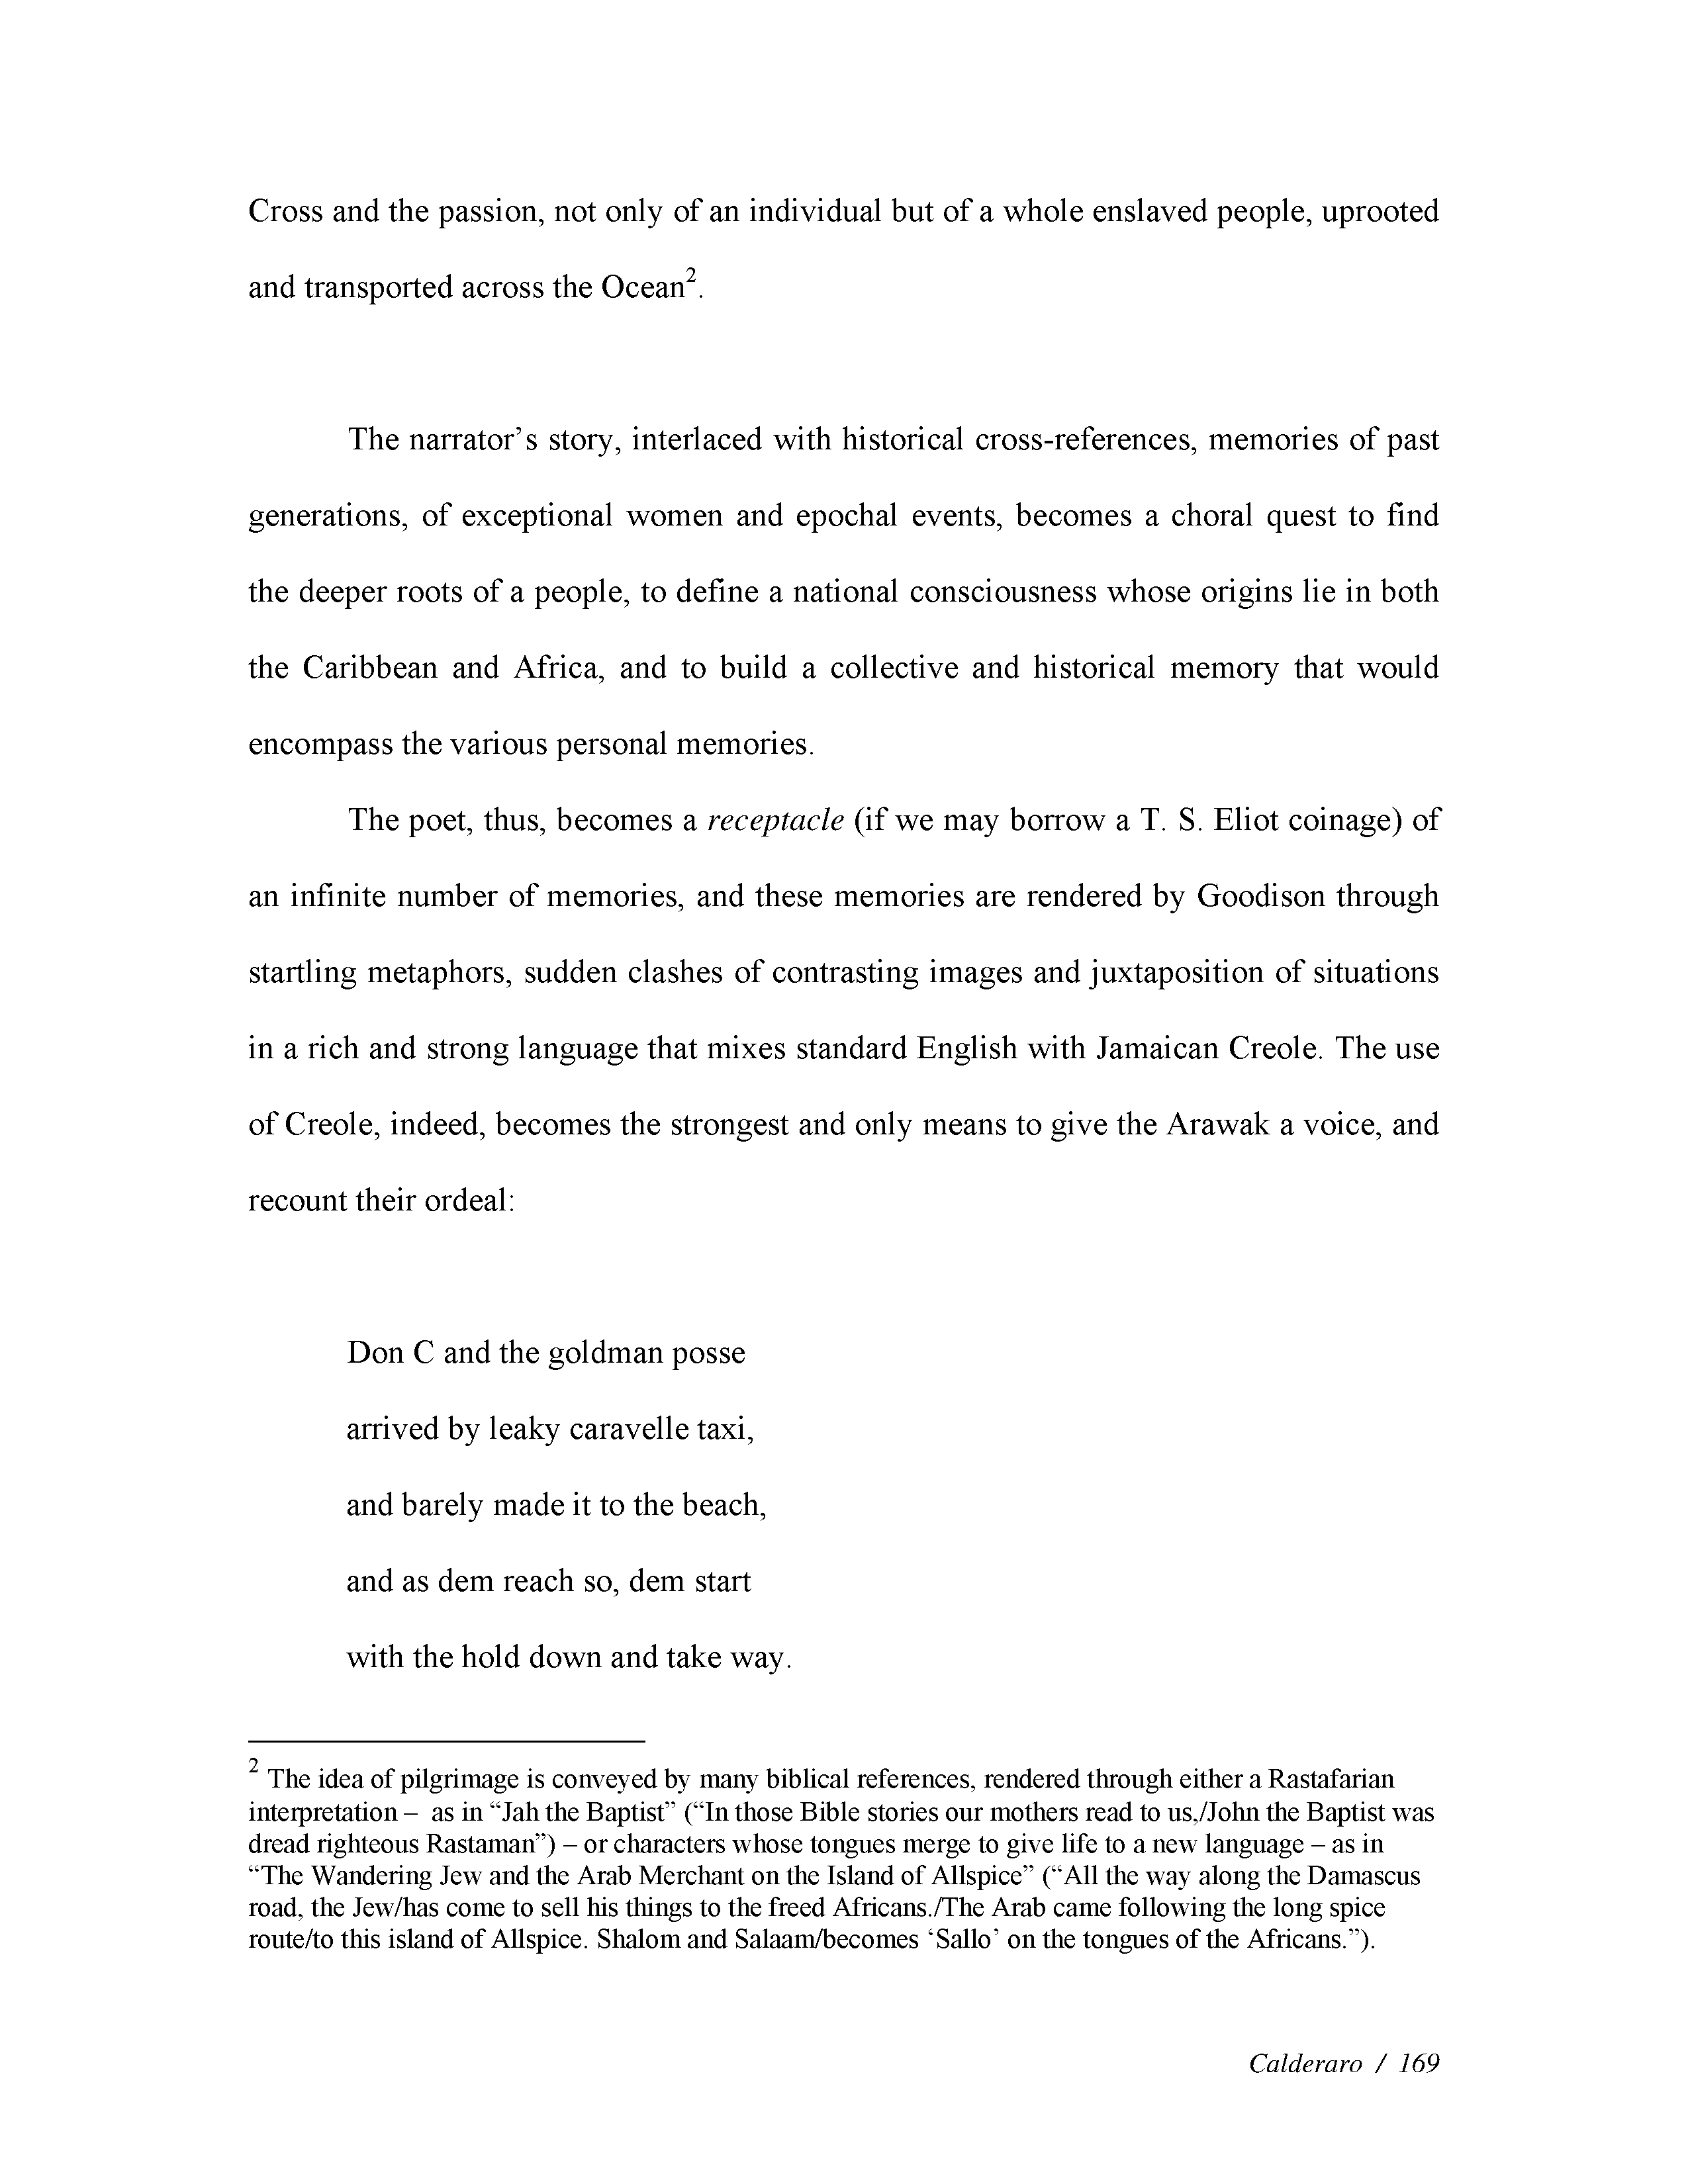 Cross and the passion, not only of an individual but of a whole enslaved people, uprooted
and transported across the Ocean².
The narrator’s story, interlaced with historical cross-references, memories of past
generations, of exceptional women and epochal events, becomes a choral quest to find
the deeper roots of a people, to define a national consciousness whose origins lie in both
the Caribbean and Africa, and to build a collective and historical memory that would
encompass the various personal memories.
The poet, thus, becomes a receptacle (if we may borrow a T. S. Eliot coinage) of
an infinite number of memories, and these memories are rendered by Goodison through
startling metaphors, sudden clashes of contrasting images and juxtaposition of situations
in a rich and strong language that mixes standard English with Jamaican Creole. The use
of Creole, indeed, becomes the strongest and only means to give the Arawak a voice, and
recount their ordeal:
Don C and the goldman posse
arrived by leaky caravelle taxi,
and barely made it to the beach,
and as dem reach so, dem start
with the hold down and take way.
² The idea of pilgrimage is conveyed by many biblical references, rendered through either a Rastafarian
interpretation – as in “Jah the Baptist” (“In those Bible stories our mothers read to us,/John the Baptist was
dread righteous Rastaman”) – or characters whose tongues merge to give life to a new language – as in
“The Wandering Jew and the Arab Merchant on the Island of Allspice” (“All the way along the Damascus
road, the Jew/has come to sell his things to the freed Africans./The Arab came following the long spice
route/to this island of Allspice. Shalom and Salaam/becomes ‘Sallo’ on the tongues of the Africans.”).
Calderaro / 169